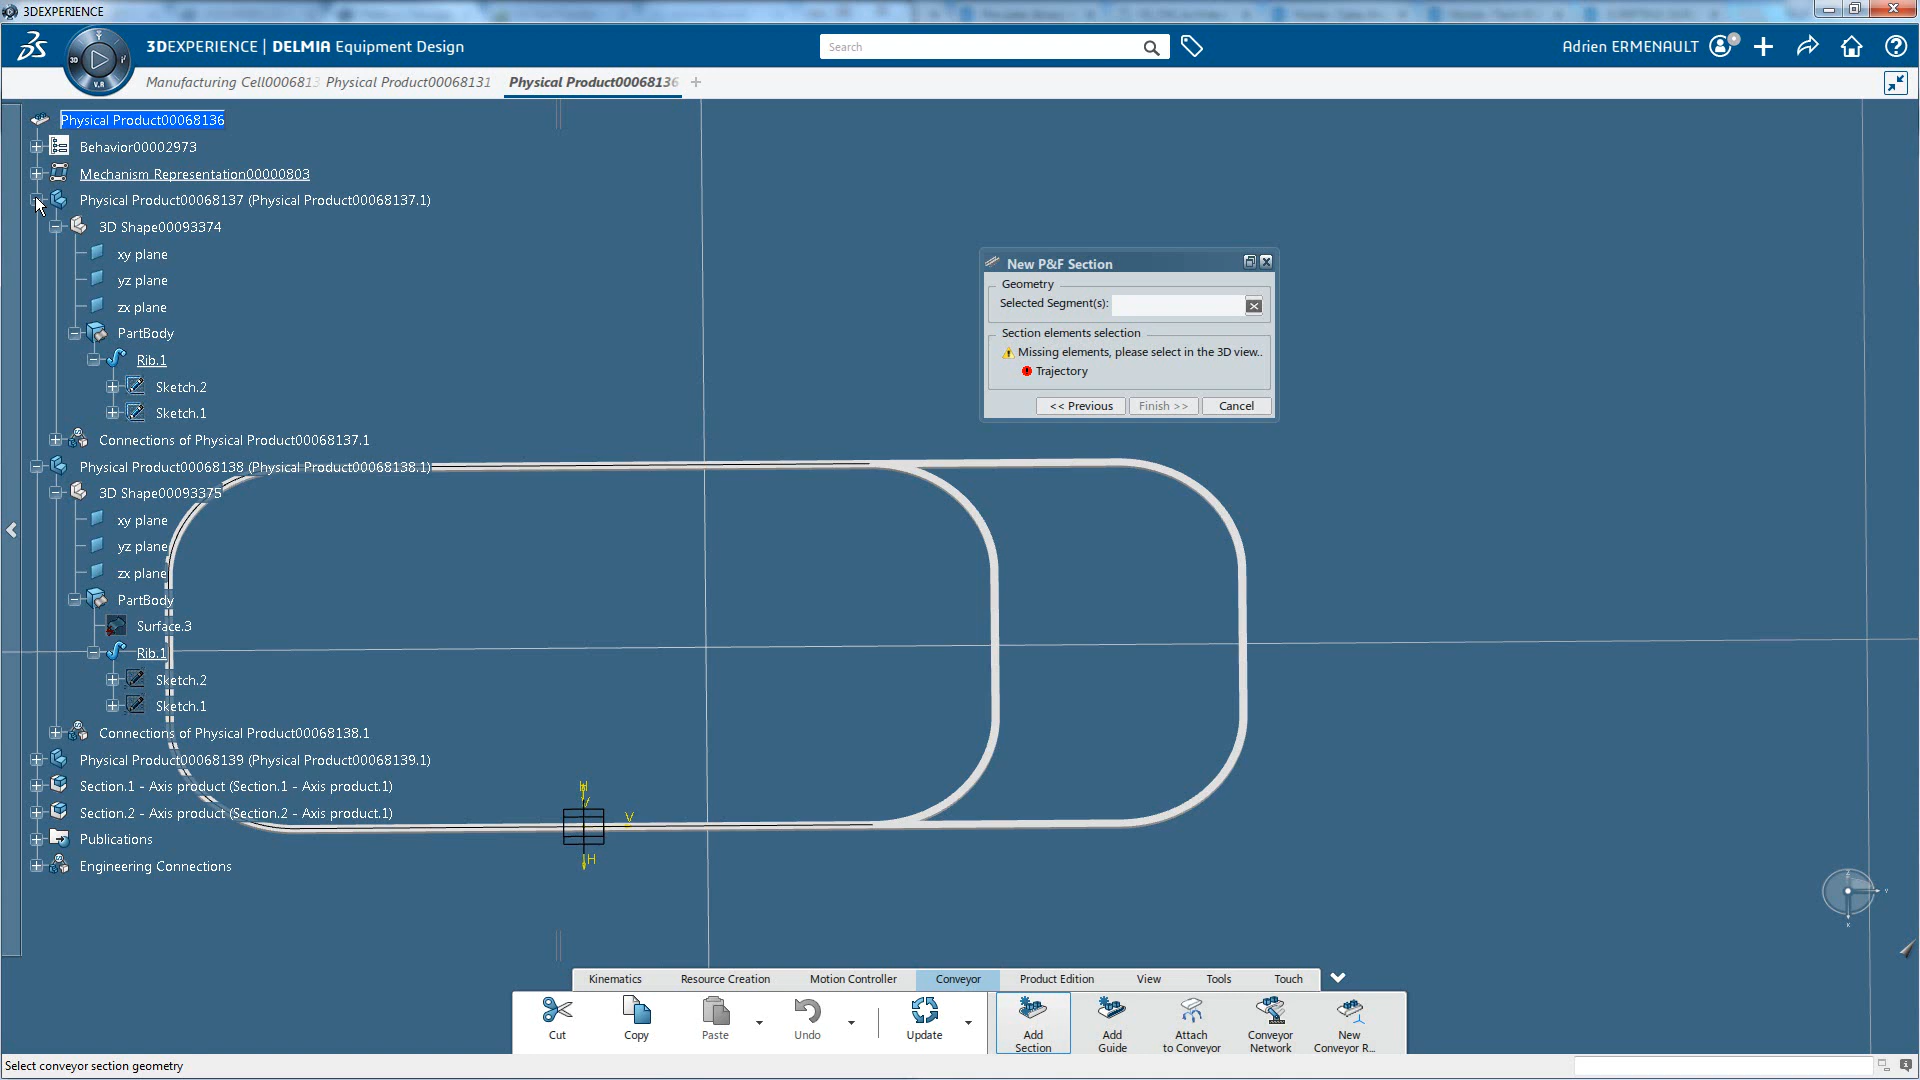 3DEXPERIENCE
3DEXPERIENCE | DELMIA Equipment Design
Search
Adrien ERMENAULT
3D
V.R
Manufacturing Cell0006813
Physical Product00068131
Physical Product00068136
Physical Product00068136
Behavior00002973
Mechanism Representation00000803
Physical Product00068137 (Physical Product00068137.1)
3D Shape00093374
xy plane
yz plane
zx plane
PartBody
Rib.1
Sketch.2
Sketch.1
Connections of Physical Product00068137.1
Physical Product00068138 (Physical Product00068138.1)
3D Shape00093375
xy plane
yz plane
zx plane
PartBody
Surface.3
Rib.1
Sketch.2
Sketch.1
Connections of Physical Product00068138.1
Physical Product00068139 (Physical Product00068139.1)
Section.1 - Axis product (Section.1 - Axis product.1)
Section.2 - Axis product (Section.2 - Axis product.1)
Publications
Engineering Connections
New P&F Section
Geometry
Selected Segment(s):
Section elements selection
Missing elements, please select in the 3D view..
Trajectory
<< Previous
Finish >>
Cancel
H
V
V
H
Kinematics
Resource Creation
Motion Controller
Conveyor
Product Edition
View
Tools
Touch
Cut
Copy
Paste
Undo
Update
Add
Section
Add
Guide
Attach
to Conveyor
Conveyor
Network
New
Conveyor R...
Select conveyor section geometry